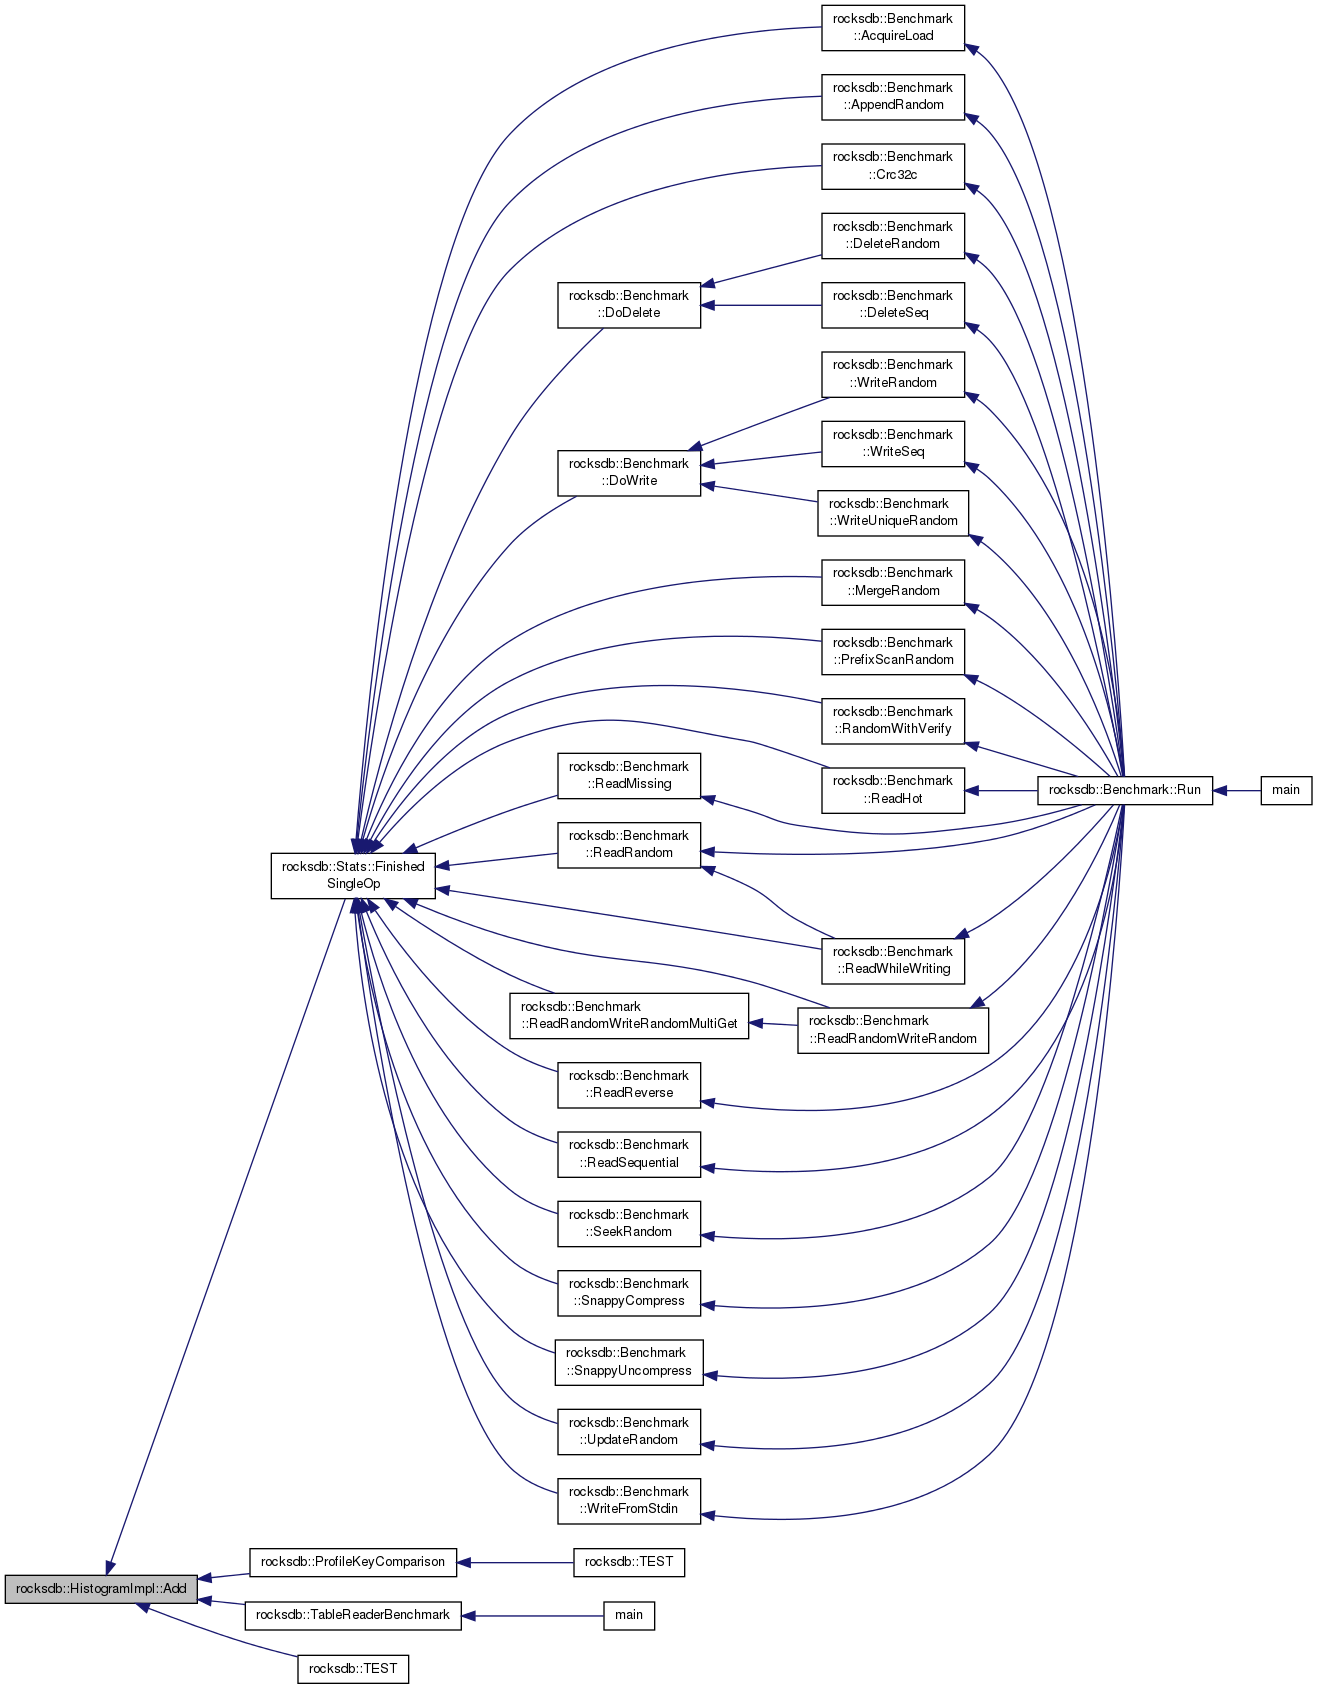 rocksdb::Benchmark
::AcquireLoad
rocksdb::Benchmark
::AppendRandom
rocksdb::Benchmark
::Crc32c
rocksdb::Benchmark
::DeleteRandom
rocksdb::Benchmark
::DoDelete
rocksdb::Benchmark
::DeleteSeq
rocksdb::Benchmark
::WriteRandom
rocksdb::Benchmark
::WriteSeq
rocksdb::Benchmark
::DoWrite
rocksdb::Benchmark
::WriteUniqueRandom
rocksdb::Benchmark
::MergeRandom
rocksdb::Benchmark
::PrefixScanRandom
rocksdb::Benchmark
::RandomWithVerify
rocksdb::Benchmark
::ReadMissing
rocksdb::Benchmark
::ReadHot
rocksdb::Benchmark::Run
main
rocksdb::Benchmark
::ReadRandom
rocksdb::Stats::Finished
SingleOp
rocksdb::Benchmark
::ReadWhileWriting
rocksdb::Benchmark
::ReadRandomWriteRandomMultiGet
rocksdb::Benchmark
::ReadRandomWriteRandom
rocksdb::Benchmark
::ReadReverse
rocksdb::Benchmark
::ReadSequential
rocksdb::Benchmark
::SeekRandom
rocksdb::Benchmark
::SnappyCompress
rocksdb::Benchmark
::SnappyUncompress
rocksdb::Benchmark
::UpdateRandom
rocksdb::Benchmark
::WriteFromStdin
rocksdb::ProfileKeyComparison
rocksdb::TEST
rocksdb::HistogramImpl::Add
rocksdb::TableReaderBenchmark
main
rocksdb::TEST